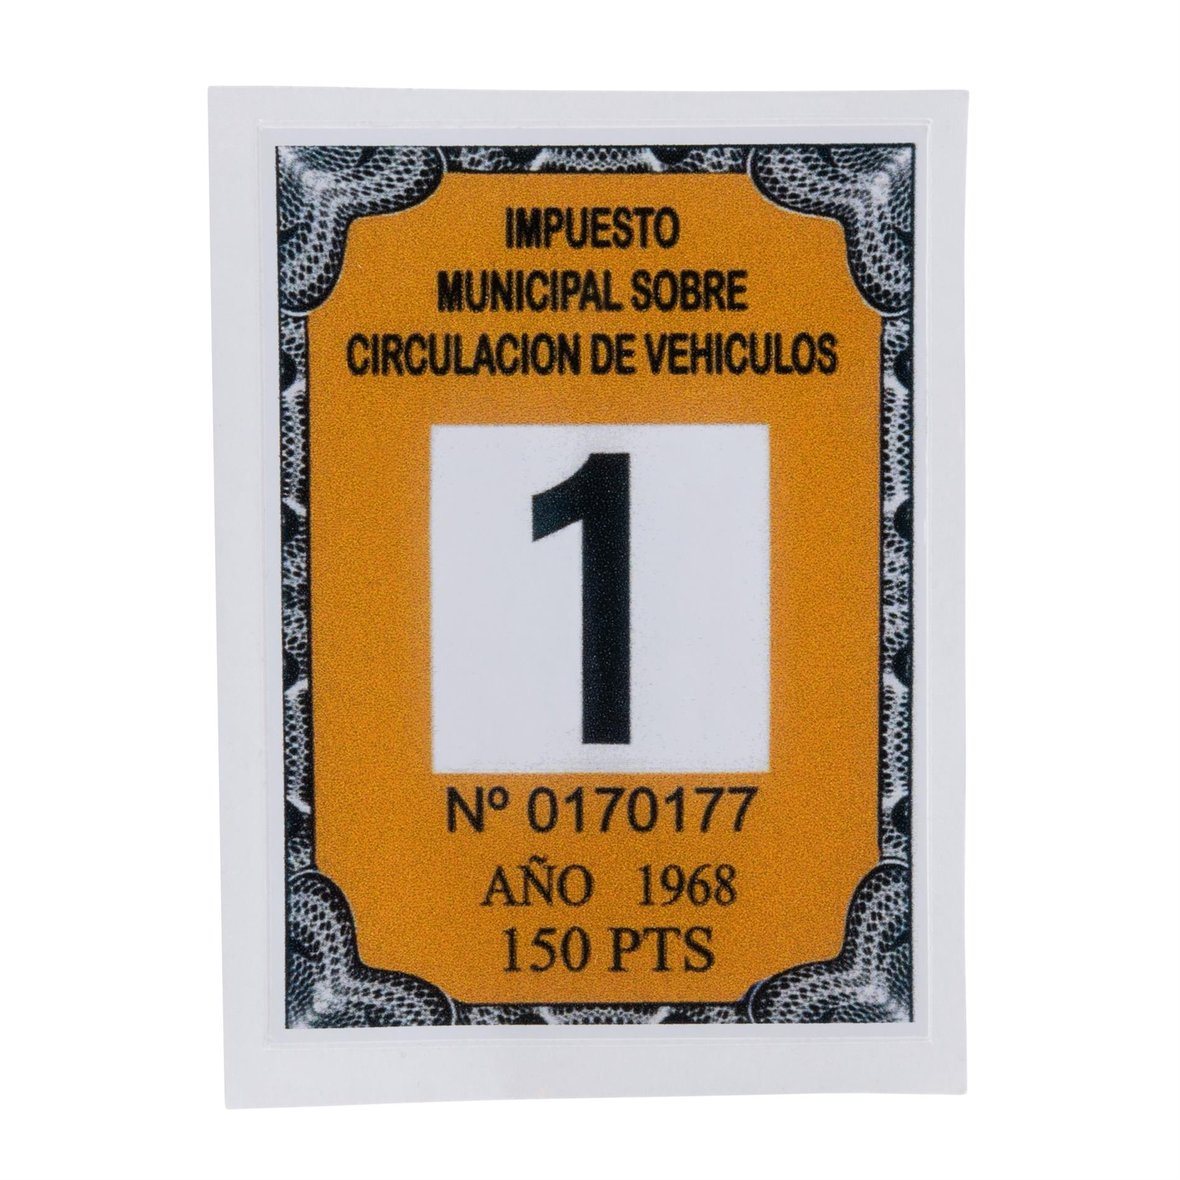 IMPUESTO
MUNICIPAL SOBRE
CIRCULACION DE VEHICULOS
1
Nº 0170177
AÑO 1968
150 PTS